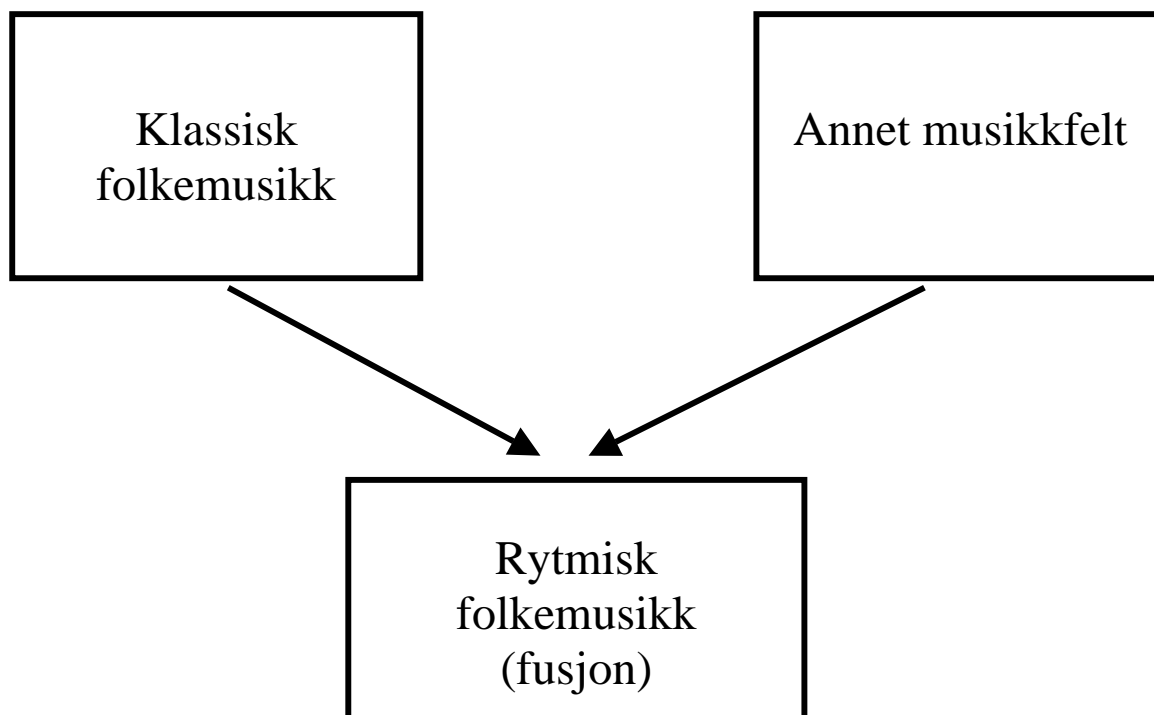 Klassisk
folkemusikk
Annet musikkfelt
Rytmisk
folkemusikk
(fusjon)